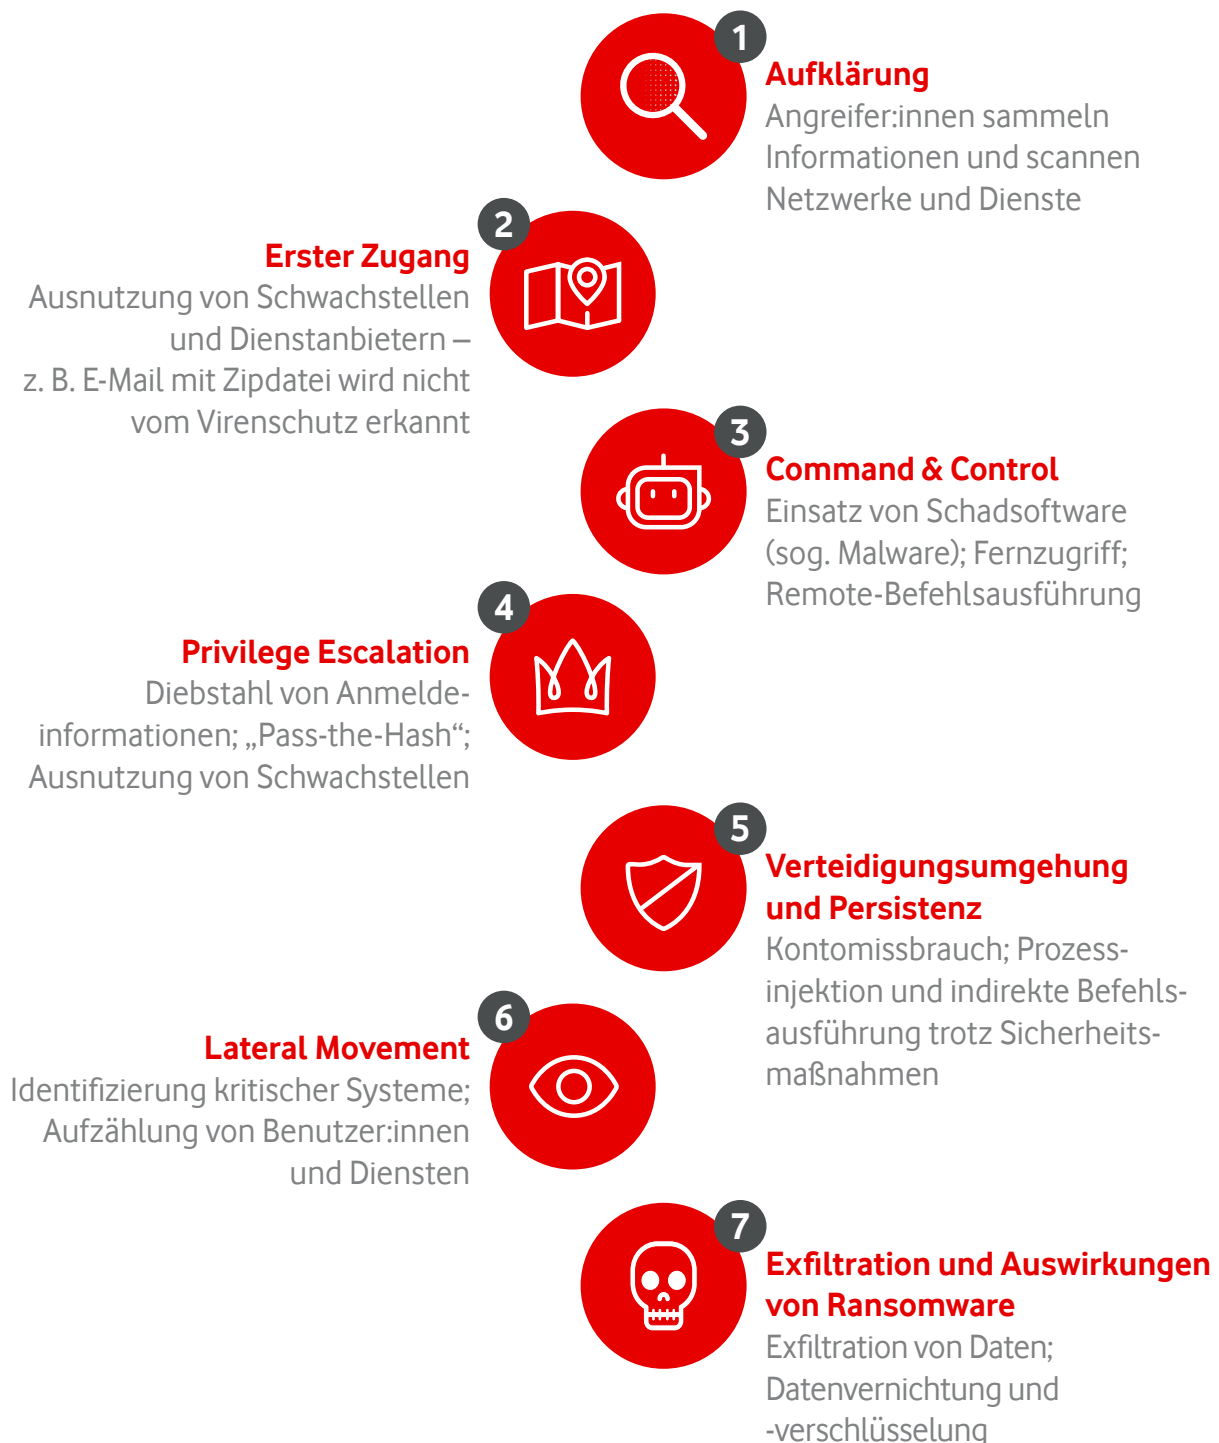 1
Aufklärung
Angreifer:innen sammeln
Informationen und scannen
Netzwerke und Dienste
2
Erster Zugang
Ausnutzung von Schwachstellen
und Dienstanbietern –
z. B. E-Mail mit Zipdatei wird nicht
vom Virenschutz erkannt
3
Command & Control
Einsatz von Schadsoftware
(sog. Malware); Fernzugriff;
Remote-Befehlsausführung
4
Privilege Escalation
Diebstahl von Anmelde-
informationen; „Pass-the-Hash“;
Ausnutzung von Schwachstellen
5
Verteidigungsumgehung
und Persistenz
Kontomissbrauch; Prozess-
injektion und indirekte Befehls-
ausführung trotz Sicherheits-
maßnahmen
6
Lateral Movement
Identifizierung kritischer Systeme;
Aufzählung von Benutzer:innen
und Diensten
7
Exfiltration und Auswirkungen
von Ransomware
Exfiltration von Daten;
Datenvernichtung und
-verschlüsselung